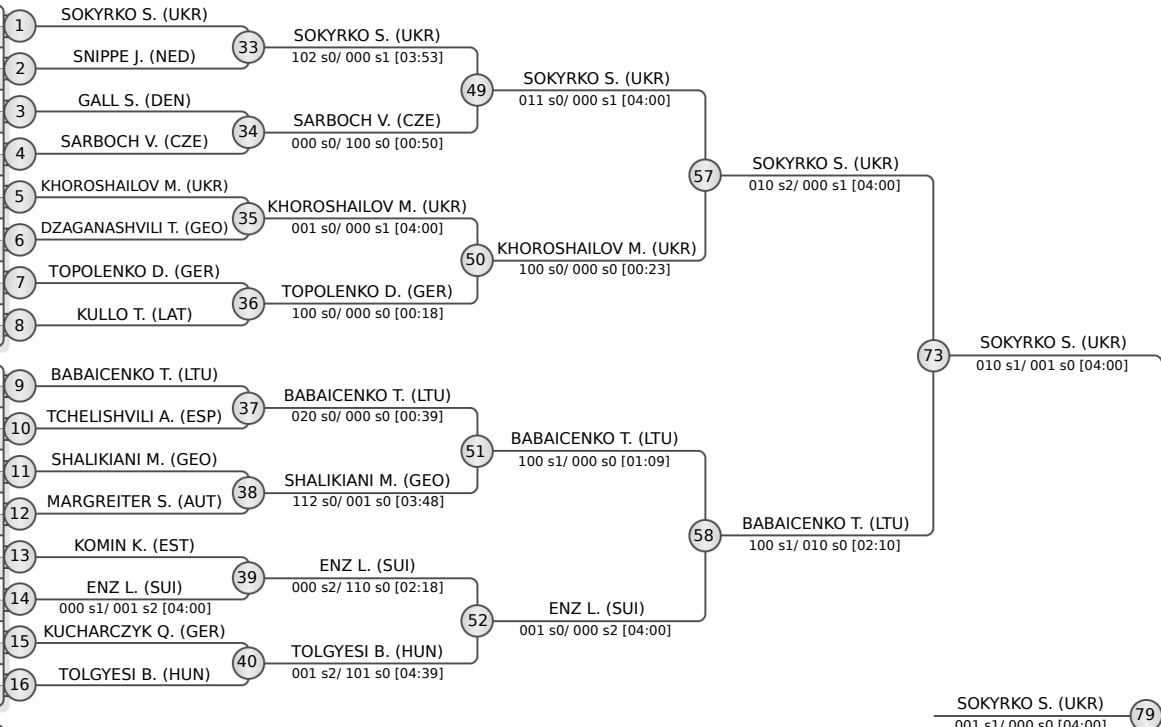 1
SOKYRKO S. (UKR)
33
2
SNIPPE J. (NED)
SOKYRKO S. (UKR)
102 s0/ 000 s1 [03:53]
49
3
GALL S. (DEN)
34
4
SARBOCH V. (CZE)
SARBOCH V. (CZE)
000 s0/ 100 s0 [00:50]
SOKYRKO S. (UKR)
011 s0/ 000 s1 [04:00]
57
5
KHOROSHAILOV M. (UKR)
35
6
DZAGANASHVILI T. (GEO)
KHOROSHAILOV M. (UKR)
001 s0/ 000 s1 [04:00]
50
7
TOPOLENKO D. (GER)
36
8
KULLO T. (LAT)
TOPOLENKO D. (GER)
100 s0/ 000 s0 [00:18]
KHOROSHAILOV M. (UKR)
100 s0/ 000 s0 [00:23]
SOKYRKO S. (UKR)
010 s2/ 000 s1 [04:00]
73
SOKYRKO S. (UKR)
010 s1/ 001 s0 [04:00]
9
BABAICENKO T. (LTU)
37
10
TCHELISHVILI A. (ESP)
BABAICENKO T. (LTU)
020 s0/ 000 s0 [00:39]
51
11
SHALIKIANI M. (GEO)
38
12
MARGREITER S. (AUT)
SHALIKIANI M. (GEO)
112 s0/ 001 s0 [03:48]
BABAICENKO T. (LTU)
100 s1/ 000 s0 [01:09]
58
13
KOMIN K. (EST)
39
14
ENZ L. (SUI)
000 s1/ 001 s2 [04:00]
ENZ L. (SUI)
000 s2/ 110 s0 [02:18]
52
15
KUCHARCZYK Q. (GER)
40
16
TOLGYESI B. (HUN)
TOLGYESI B. (HUN)
001 s2/ 101 s0 [04:39]
ENZ L. (SUI)
001 s0/ 000 s2 [04:00]
BABAICENKO T. (LTU)
100 s1/ 010 s0 [02:10]
SOKYRKO S. (UKR)
001 s1/ 000 s0 [04:00]
79